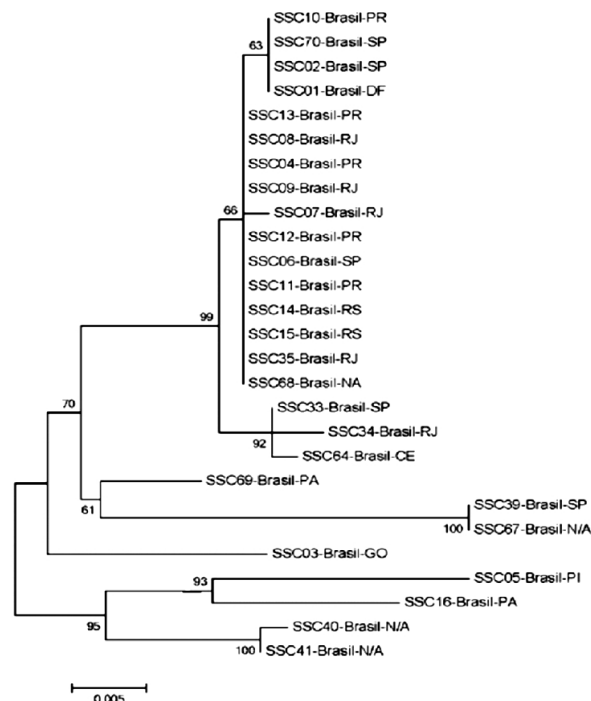 SSC10-Brasil-PR
63
SSC70-Brasil-SP
SSC02-Brasil-SP
SSC01-Brasil-DF
SSC13-Brasil-PR
SSC08-Brasil-RJ
SSC04-Brasil-PR
SSC09-Brasil-RJ
66
SSC07-Brasil-RJ
SSC12-Brasil-PR
SSC06-Brasil-SP
SSC11-Brasil-PR
SSC14-Brasil-RS
99
SSC15-Brasil-RS
SSC35-Brasil-RJ
SSC68-Brasil-NA
70
SSC33-Brasil-SP
SSC34-Brasil-RJ
92
SSC64-Brasil-CE
SSC69-Brasil-PA
61
SSC39-Brasil-SP
100
SSC67-Brasil-N/A
SSC03-Brasil-GO
93
SSC05-Brasil-PI
SSC16-Brasil-PA
95
SSC40-Brasil-N/A
100
SSC41-Brasil-N/A
0.005